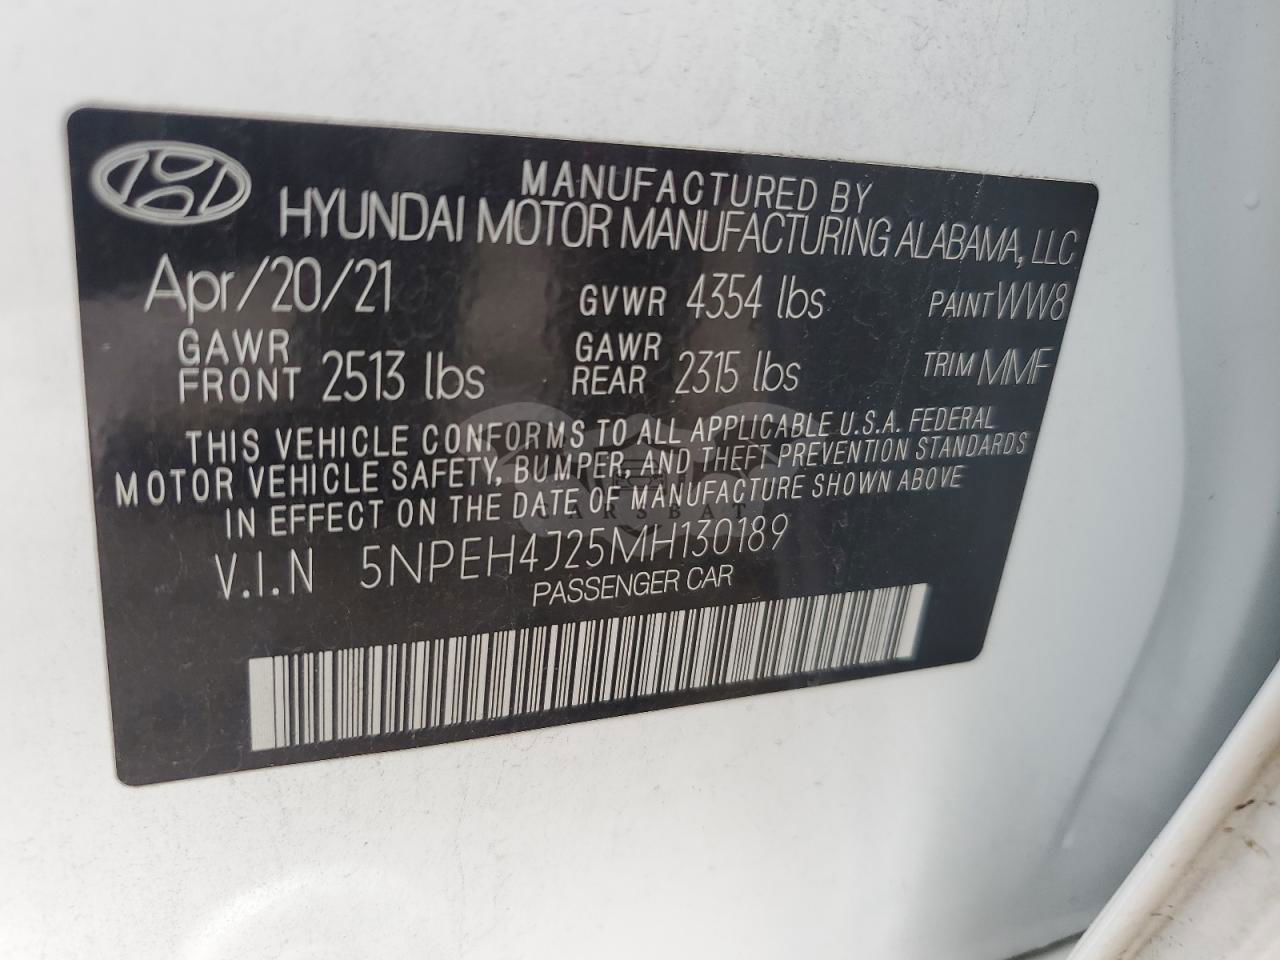 MANUFACTURED BY
HYUNDAI MOTOR MANUFACTURING ALABAMA, LLC
Apr/20/21 GVWR 4354 lbs PAINT WW8
GAWR FRONT 2513 lbs GAWR REAR 2315 lbs TRIM MMF
THIS VEHICLE CONFORMS TO ALL APPLICABLE U.S.A. FEDERAL
MOTOR VEHICLE SAFETY, BUMPER, AND THEFT PREVENTION STANDARDS
IN EFFECT ON THE DATE OF MANUFACTURE SHOWN ABOVE
CARSBAT
V.I.N 5NPEH4J25MH130189
PASSENGER CAR